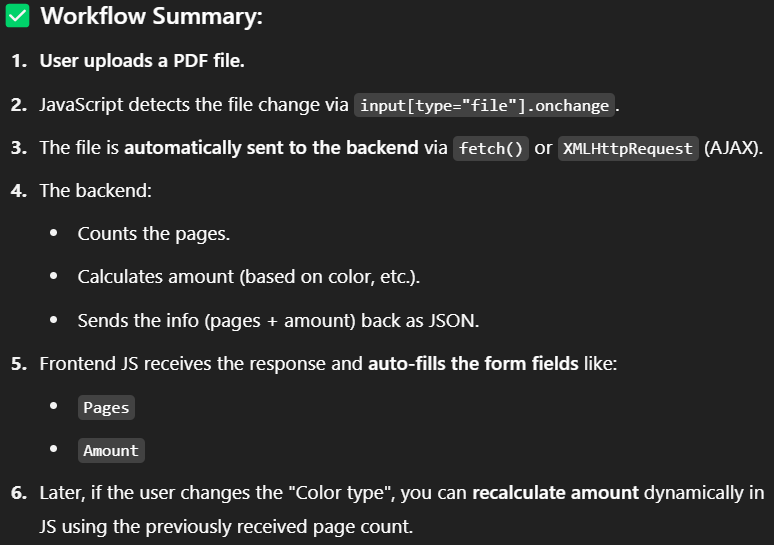 ✅ Workflow Summary:
1. User uploads a PDF file.
2. JavaScript detects the file change via input[type="file"].onchange.
3. The file is automatically sent to the backend via fetch() or XMLHttpRequest (AJAX).
4. The backend:
• Counts the pages.
• Calculates amount (based on color, etc.).
• Sends the info (pages + amount) back as JSON.
5. Frontend JS receives the response and auto-fills the form fields like:
• Pages
• Amount
6. Later, if the user changes the "Color type", you can recalculate amount dynamically in
JS using the previously received page count.